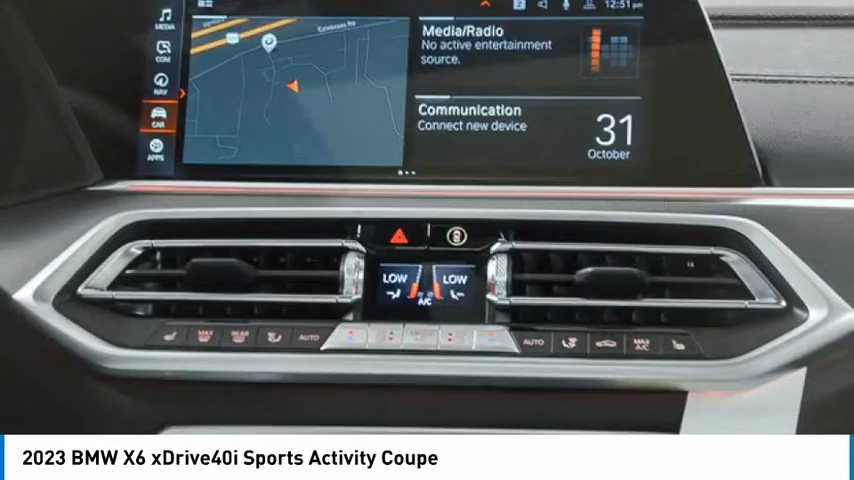 12:51
MEDIA
Media/Radio
No active entertainment
source.
COM
NAV
Communication
Connect new device
CAR
31
October
APPS
LOW
LOW
A/C
MAX
REAR
AUTO
AUTO
MAX
A/C
2023 BMW X6 xDrive40i Sports Activity Coupe